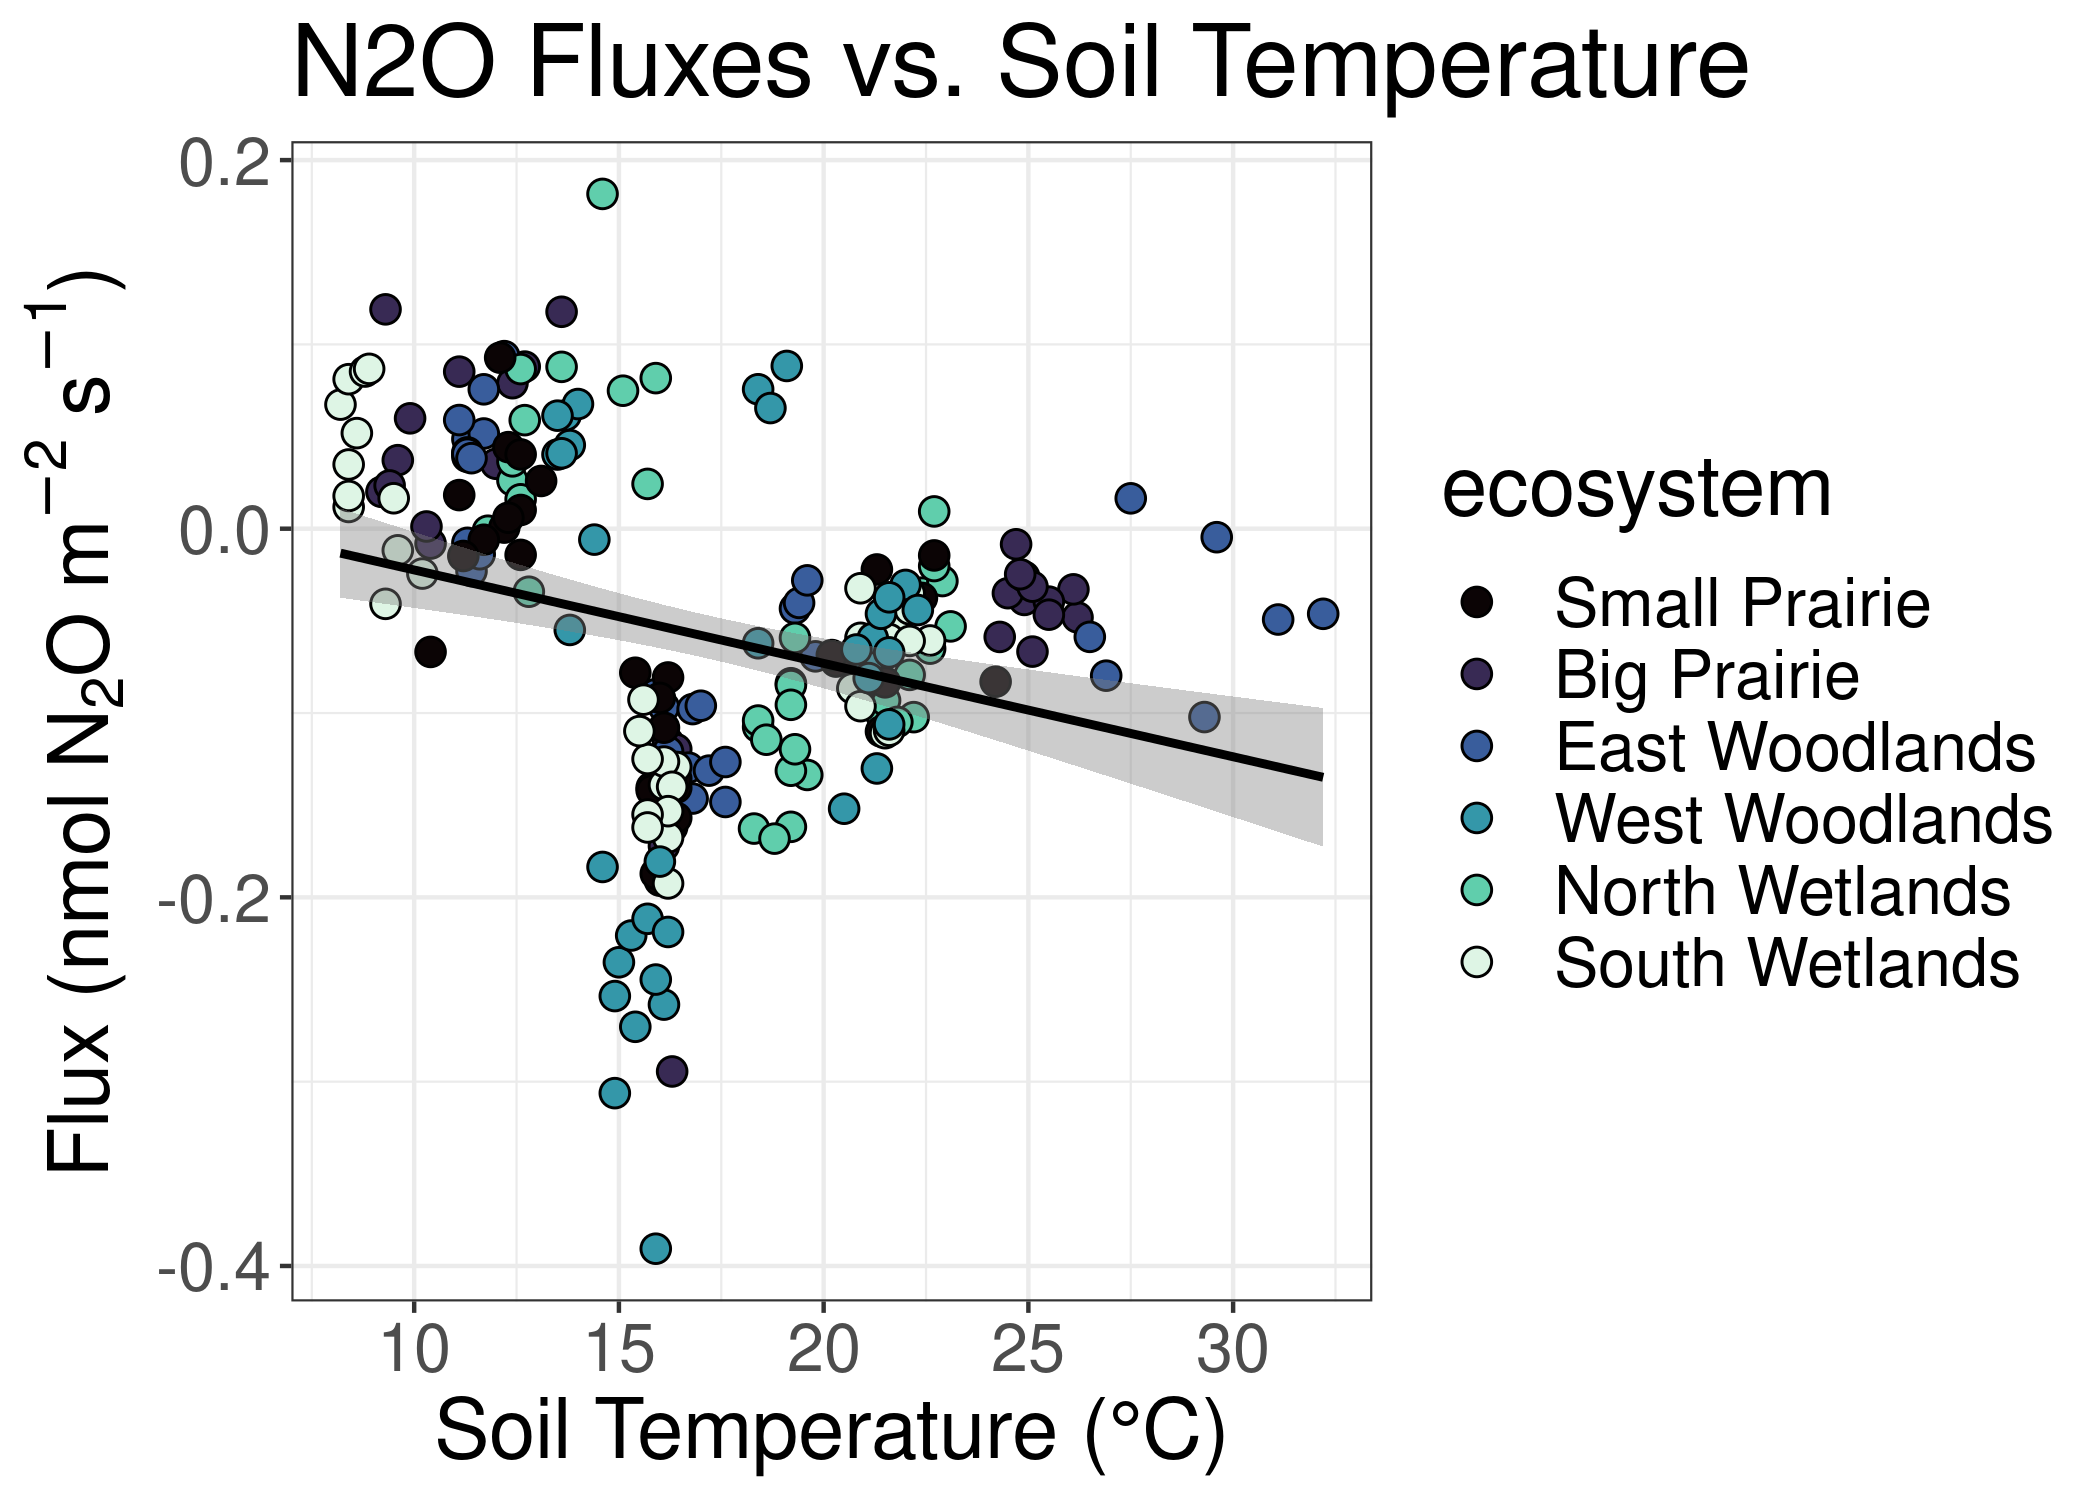 N2O Fluxes vs. Soil Temperature
Flux (nmol N₂O m⁻² s⁻¹)
0.2
0.0
-0.2
-0.4
10 15 20 25 30
Soil Temperature (°C)
ecosystem
Small Prairie
Big Prairie
East Woodlands
West Woodlands
North Wetlands
South Wetlands